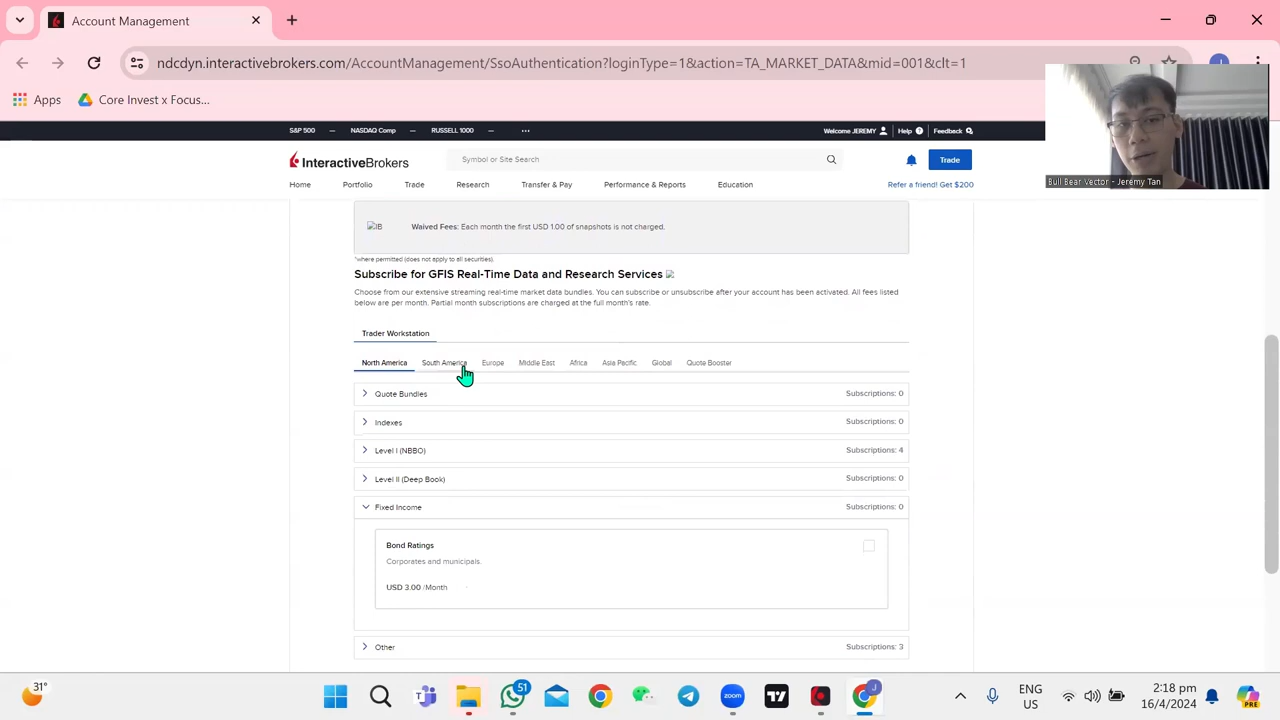 Account Management
ndcdyn.interactivebrokers.com/AccountManagement/SsoAuthentication?loginType=1&action=TA_MARKET_DATA&mid=001&clt=1
Apps
Core Invest x Focus...
S&P 500
NASDAQ Comp
RUSSELL 1000
Welcome JEREMY
Help
Feedback
InteractiveBrokers
Symbol or Site Search
Trade
Bull Bear Vector - Jeremy Tan
Home
Portfolio
Trade
Research
Transfer & Pay
Performance & Reports
Education
Refer a friend! Get $200
IB
Waived Fees: Each month the first USD 1.00 of snapshots is not charged.
*where permitted (does not apply to all securities).
Subscribe for GFIS Real-Time Data and Research Services
Choose from our extensive streaming real-time market data bundles. You can subscribe or unsubscribe after your account has been activated. All fees listed
below are per month. Partial month subscriptions are charged at the full month's rate.
Trader Workstation
North America
South America
Europe
Middle East
Africa
Asia Pacific
Global
Quote Booster
Quote Bundles
Subscriptions: 0
Indexes
Subscriptions: 0
Level I (NBBO)
Subscriptions: 4
Level II (Deep Book)
Subscriptions: 0
Fixed Income
Subscriptions: 0
Bond Ratings
Corporates and municipals.
USD 3.00 /Month
Other
Subscriptions: 3
31°
51
J
ENG
US
2:18 pm
16/4/2024
PRE